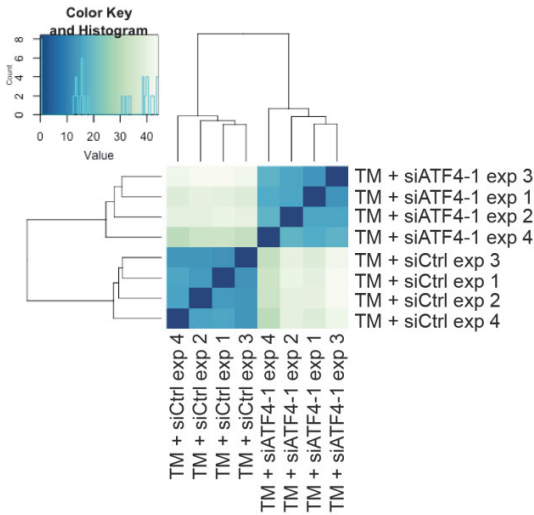 Color Key
and Histogram
Count
0 2 4 6 8
0 10 20 30 40
Value
TM + siATF4-1 exp 3
TM + siATF4-1 exp 1
TM + siATF4-1 exp 2
TM + siATF4-1 exp 4
TM + siCtrl exp 3
TM + siCtrl exp 1
TM + siCtrl exp 2
TM + siCtrl exp 4
TM + siCtrl exp 4
TM + siCtrl exp 2
TM + siCtrl exp 1
TM + siCtrl exp 3
TM + siATF4-1 exp 4
TM + siATF4-1 exp 2
TM + siATF4-1 exp 1
TM + siATF4-1 exp 3